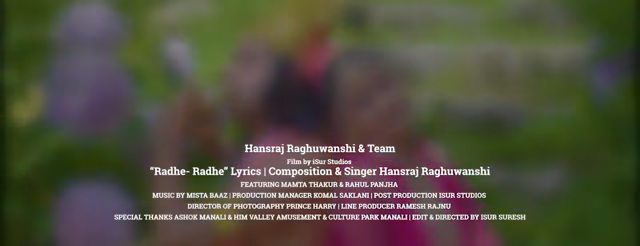 Hansraj Raghuwanshi & Team
Film by iSur Studios
"Radhe- Radhe" Lyrics | Composition & Singer Hansraj Raghuwanshi
FEATURING MAMTA THAKUR & RAHUL PANJHA
MUSIC BY MISTA BAAZ | PRODUCTION MANAGER KOMAL SAKLANI | POST PRODUCTION ISUR STUDIOS
DIRECTOR OF PHOTOGRAPHY PRINCE HARRY | LINE PRODUCER RAMESH RAJNU
SPECIAL THANKS ASHOK MANALI & HIM VALLEY AMUSEMENT & CULTURE PARK MANALI | EDIT & DIRECTED BY ISUR SURESH